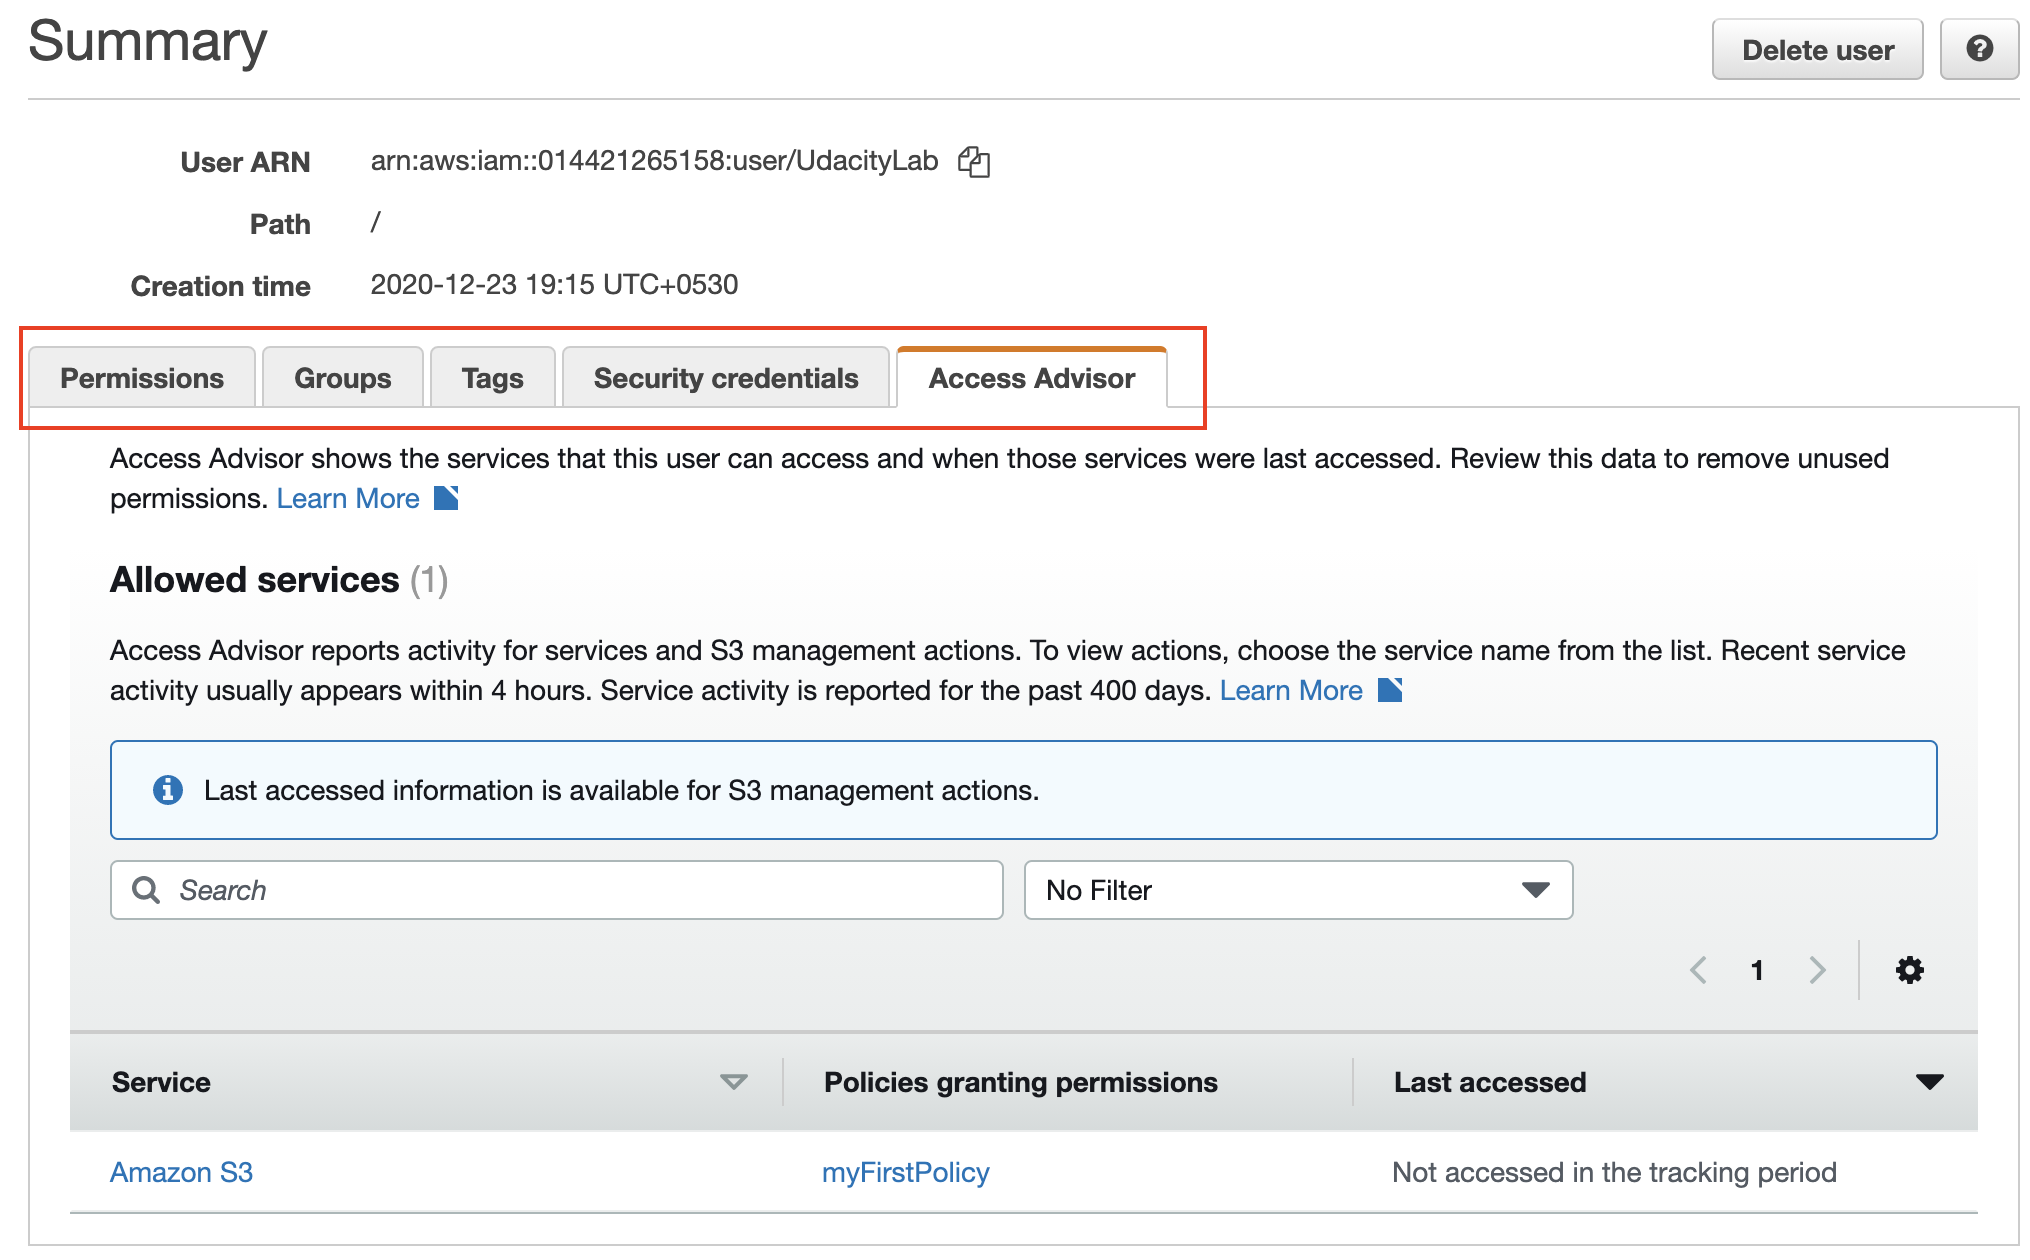 Summary
Delete user
User ARN arn:aws:iam::014421265158:user/UdacityLab
Path /
Creation time 2020-12-23 19:15 UTC+0530
Permissions Groups Tags Security credentials Access Advisor
Access Advisor shows the services that this user can access and when those services were last accessed. Review this data to remove unused
permissions. Learn More
Allowed services (1)
Access Advisor reports activity for services and S3 management actions. To view actions, choose the service name from the list. Recent service
activity usually appears within 4 hours. Service activity is reported for the past 400 days. Learn More
Last accessed information is available for S3 management actions.
Search No Filter
1
Service Policies granting permissions Last accessed
Amazon S3 myFirstPolicy Not accessed in the tracking period